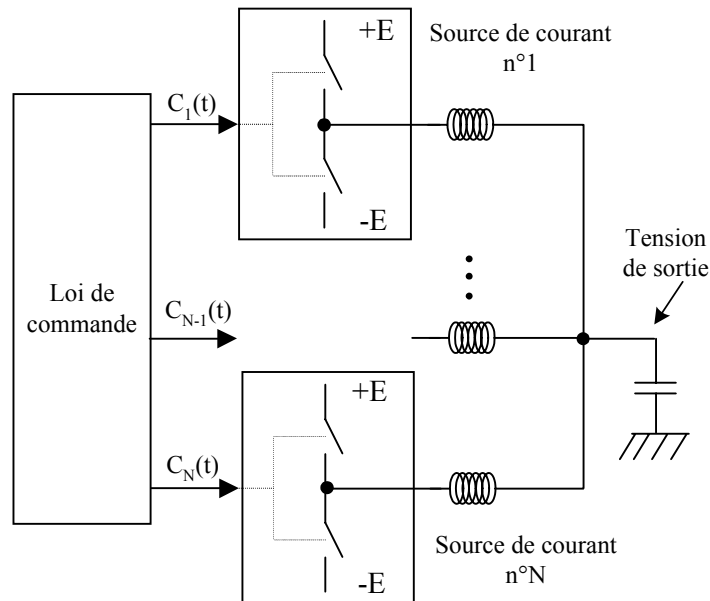 +E
Source de courant
n°1
C1(t)
-E
Loi de
commande
Tension
de sortie
CN-1(t)
+E
CN(t)
-E
Source de courant
n°N